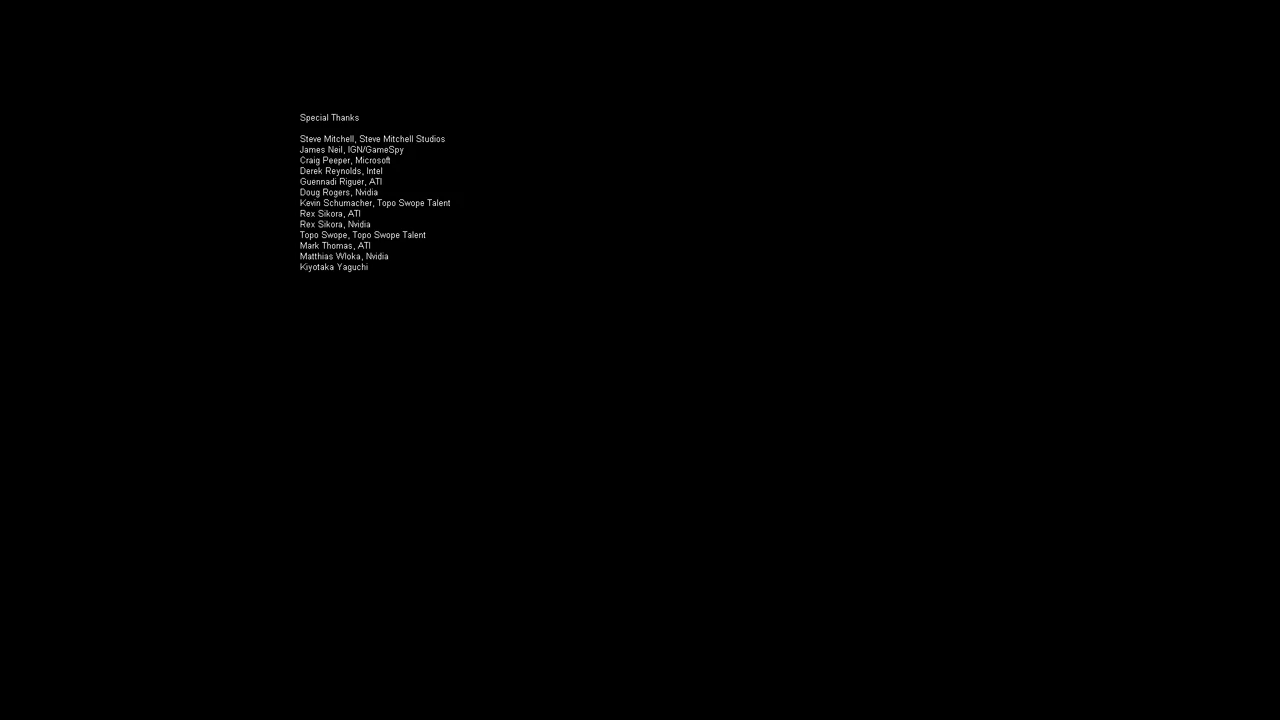 Special Thanks
Steve Mitchell, Steve Mitchell Studios
James Neil, IGN/GameSpy
Craig Peeper, Microsoft
Derek Reynolds, Intel
Guennadi Riguer, ATI
Doug Rogers, Nvidia
Kevin Schumacher, Topo Swope Talent
Rex Sikora, ATI
Rex Sikora, Nvidia
Topo Swope, Topo Swope Talent
Mark Thomas, ATI
Matthias Wloka, Nvidia
Kiyotaka Yaguchi